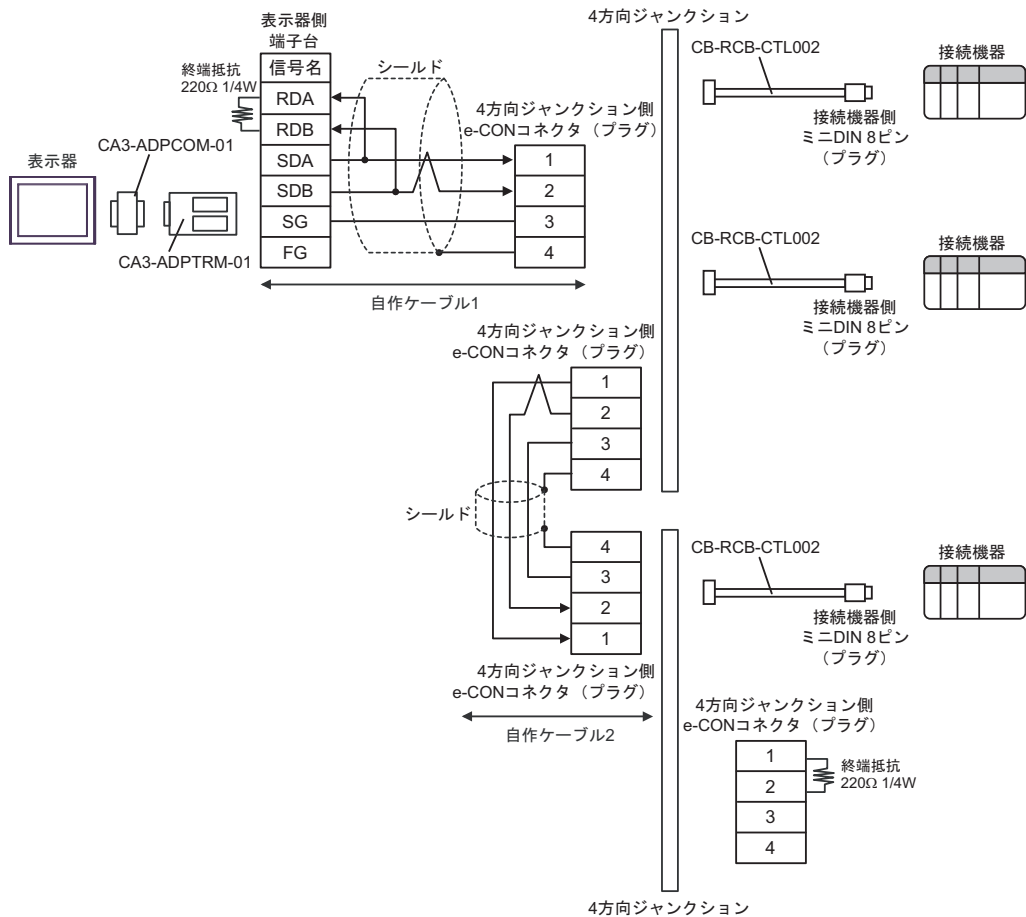 4方向ジャンクション
表示器側
端子台
信号名
RDA
RDB
SDA
SDB
SG
FG
終端抵抗
220Ω 1/4W
シールド
4方向ジャンクション側
e-CONコネクタ（プラグ）
1
2
3
4
表示器
CA3-ADPCOM-01
CA3-ADPTRM-01
自作ケーブル1
CB-RCB-CTL002
接続機器側
ミニDIN 8ピン
（プラグ）
接続機器
CB-RCB-CTL002
接続機器側
ミニDIN 8ピン
（プラグ）
接続機器
4方向ジャンクション側
e-CONコネクタ（プラグ）
1
2
3
4
シールド
4
3
2
1
4方向ジャンクション側
e-CONコネクタ（プラグ）
自作ケーブル2
CB-RCB-CTL002
接続機器側
ミニDIN 8ピン
（プラグ）
接続機器
4方向ジャンクション側
e-CONコネクタ（プラグ）
1
2
3
4
終端抵抗
220Ω 1/4W
4方向ジャンクション